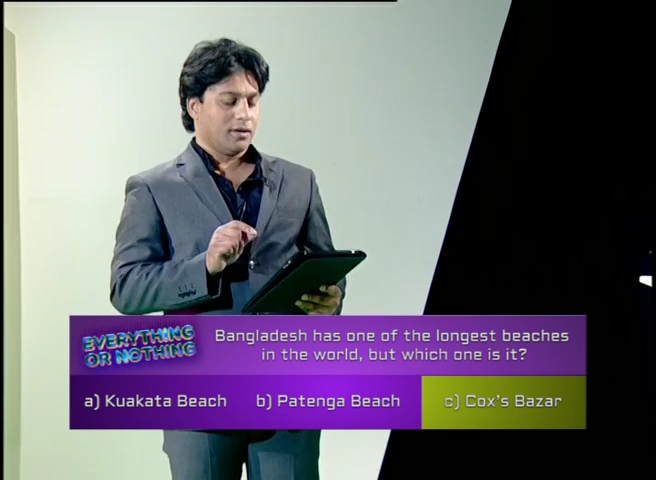 EVERYTHING
OR NOTHING
Bangladesh has one of the longest beaches
in the world, but which one is it?
a) Kuakata Beach b) Patenga Beach c) Cox's Bazar